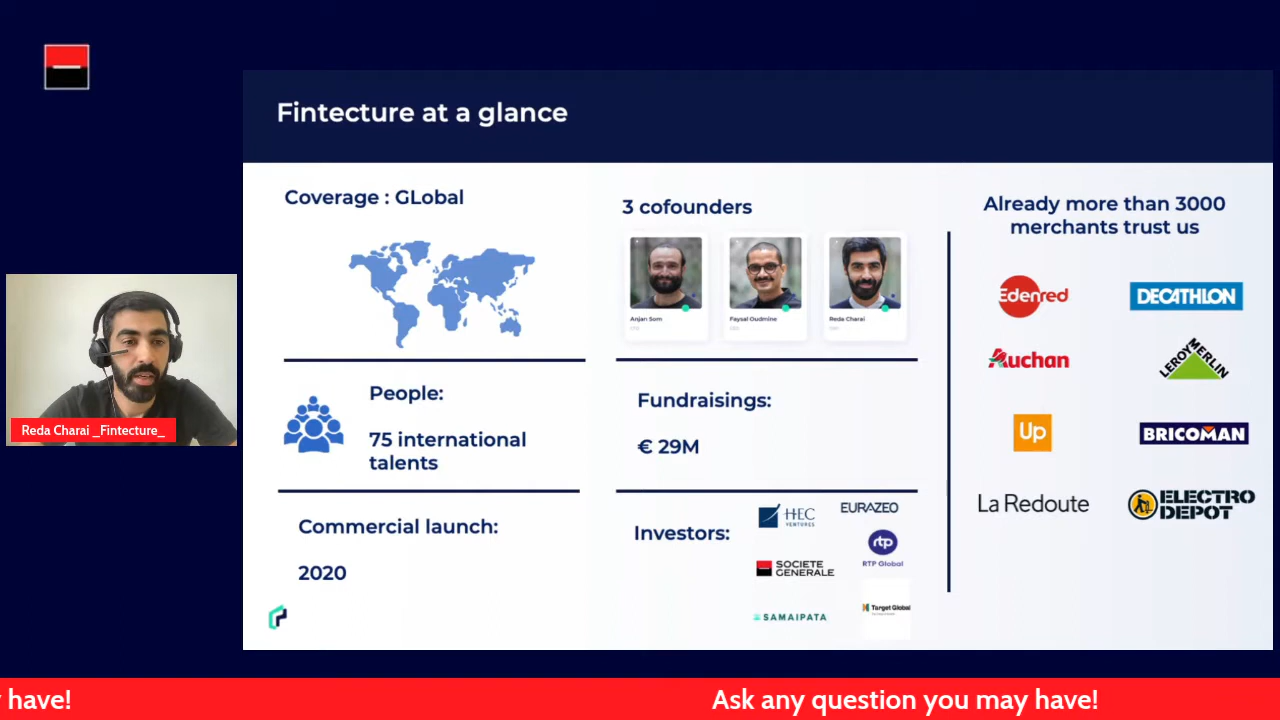 Fintecture at a glance
Coverage : GLobal
3 cofounders
Anjan Som
Faysal Oudmine
Reda Charai
Already more than 3000
merchants trust us
Edenred
DECATHLON
Auchan
LEROY MERLIN
Up
BRICOMAN
La Redoute
ELECTRO
DEPOT
People:
75 international
talents
Fundraisings:
€ 29M
Commercial launch:
2020
Investors:
HEC
VENTURES
EURAZEO
rtp
RTP Global
SOCIETE
GENERALE
SAMAIPATA
Target Global
Reda Charai _Fintecture_
have!
Ask any question you may have!